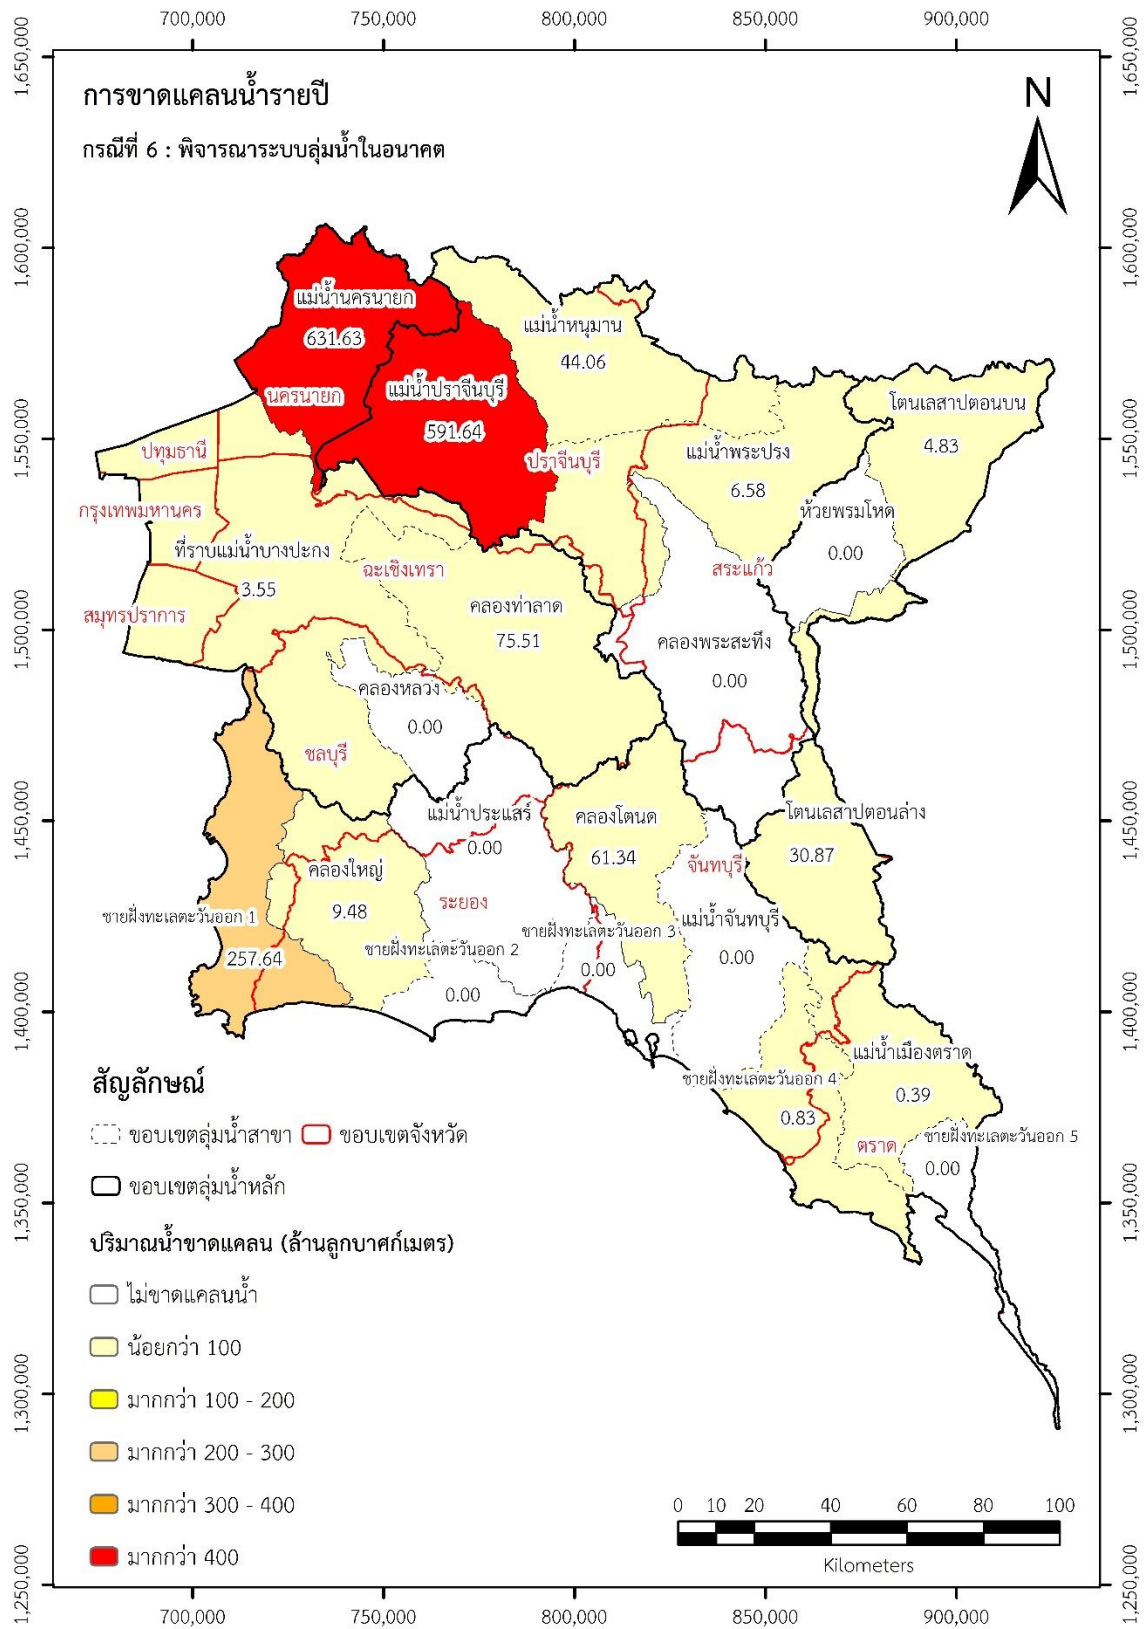 700,000 750,000 800,000 850,000 900,000
1,650,000 1,650,000
การขาดแคลนน้ำรายปี
กรณีที่ 6 : พิจารณาระบบลุ่มน้ำในอนาคต
N
1,600,000 1,600,000
แม่น้ำนครนายก
631.63
นครนายก
แม่น้ำหนุมาน
44.06
แม่น้ำปราจีนบุรี
591.64
ปราจีนบุรี
โตนเลสาปตอนบน
4.83
1,550,000 1,550,000
ปทุมธานี
แม่น้ำพระปรง
6.58
กรุงเทพมหานคร
ห้วยพรมโหด
0.00
ที่ราบแม่น้ำบางปะกง
3.55
ฉะเชิงเทรา
สระแก้ว
สมุทรปราการ
คลองท่าลาด
75.51
คลองพระสะทึง
0.00
1,500,000 1,500,000
คลองหลวง
0.00
ชลบุรี
แม่น้ำประแสร์
0.00
คลองโตนด
61.34
โตนเลสาปตอนล่าง
30.87
1,450,000 1,450,000
คลองใหญ่
9.48
ระยอง
จันทบุรี
แม่น้ำจันทบุรี
0.00
ชายฝั่งทะเลตะวันออก 1
257.64
ชายฝั่งทะเลตะวันออก 2
0.00
ชายฝั่งทะเลตะวันออก 3
0.00
1,400,000 1,400,000
แม่น้ำเมืองตราด
0.39
ชายฝั่งทะเลตะวันออก 4
0.83
ตราด
ชายฝั่งทะเลตะวันออก 5
0.00
สัญลักษณ์
ขอบเขตลุ่มน้ำสาขา ขอบเขตจังหวัด
ขอบเขตลุ่มน้ำหลัก
1,350,000 1,350,000
ปริมาณน้ำขาดแคลน (ล้านลูกบาศก์เมตร)
ไม่ขาดแคลนน้ำ
น้อยกว่า 100
มากกว่า 100 - 200
1,300,000 1,300,000
มากกว่า 200 - 300
มากกว่า 300 - 400
มากกว่า 400
0 10 20 40 60 80 100
Kilometers
1,250,000 1,250,000
700,000 750,000 800,000 850,000 900,000